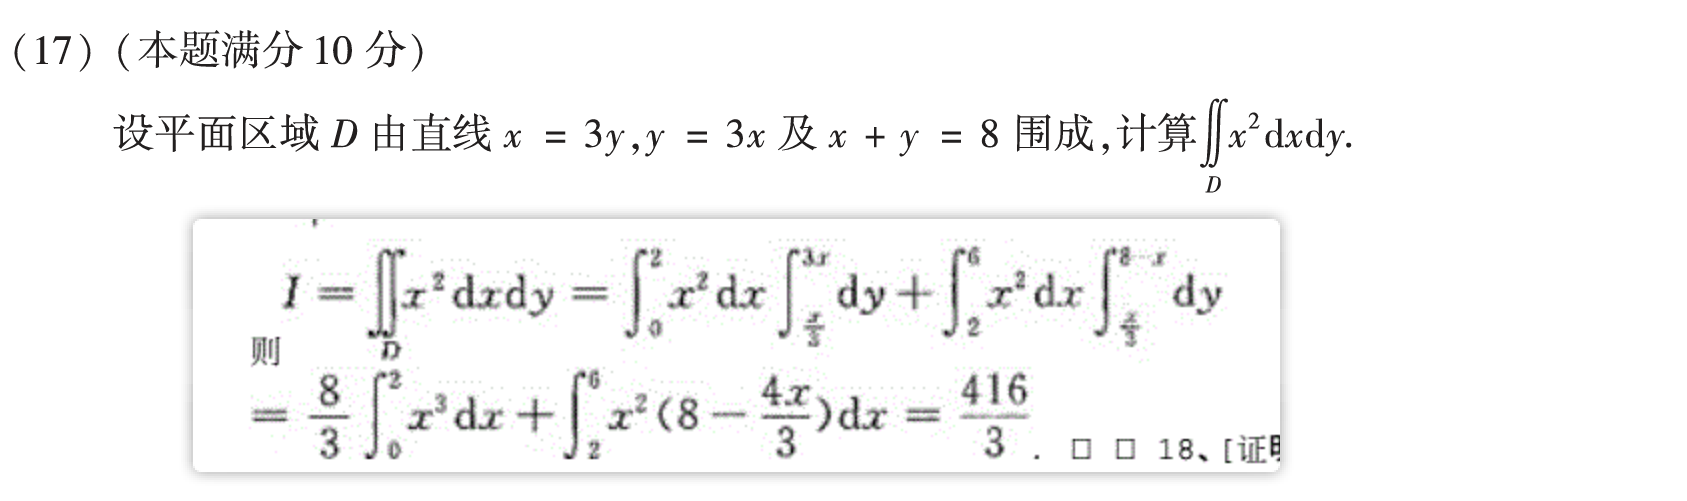 (17) (本题满分 10 分)
设平面区域 D 由直线 x = 3y, y = 3x 及 x + y = 8 围成, 计算∬_D x² dxdy.
I = ∬_D x² dxdy = ∫_0^2 x² dx ∫_{x/3}^{3x} dy + ∫_2^6 x² dx ∫_{x/3}^{8-x} dy
则
= 8/3 ∫_0^2 x³ dx + ∫_2^6 x² (8 − 4x/3) dx = 416/3 . □ □ 18、[证明